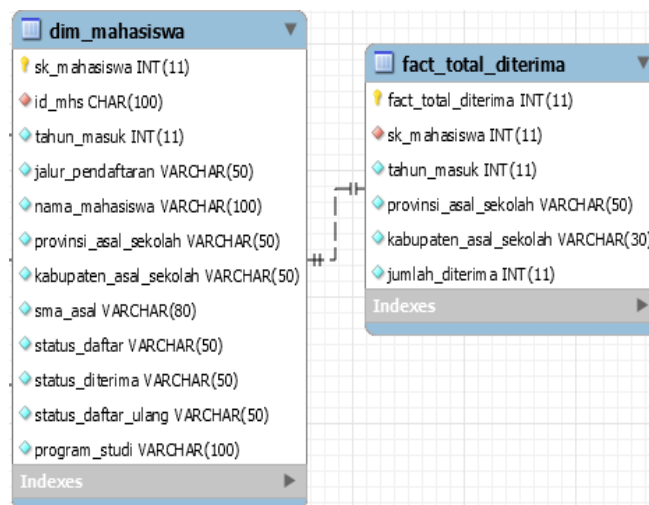 dim_mahasiswa
sk_mahasiswa INT(11)
id_mhs CHAR(100)
tahun_masuk INT(11)
jalur_pendaftaran VARCHAR(50)
nama_mahasiswa VARCHAR(100)
provinsi_asal_sekolah VARCHAR(50)
kabupaten_asal_sekolah VARCHAR(50)
sma_asal VARCHAR(80)
status_daftar VARCHAR(50)
status_diterima VARCHAR(50)
status_daftar_ulang VARCHAR(50)
program_studi VARCHAR(100)
Indexes
fact_total_diterima
fact_total_diterima INT(11)
sk_mahasiswa INT(11)
tahun_masuk INT(11)
provinsi_asal_sekolah VARCHAR(50)
kabupaten_asal_sekolah VARCHAR(30)
jumlah_diterima INT(11)
Indexes